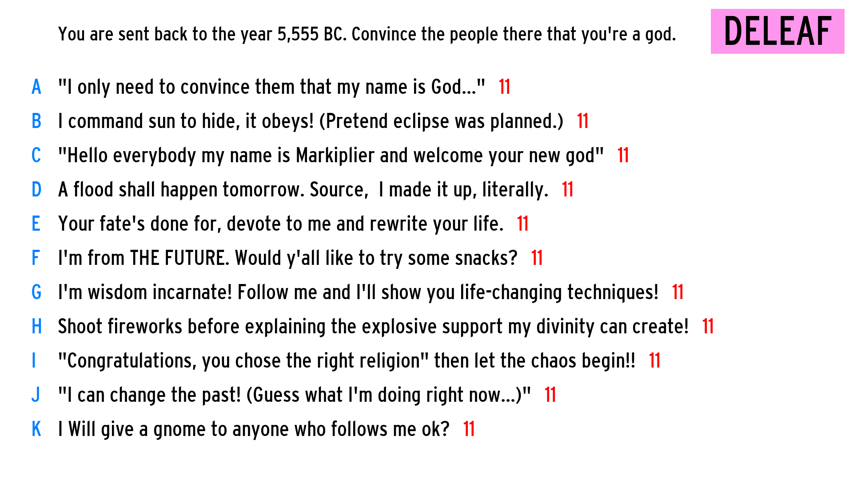 You are sent back to the year 5,555 BC. Convince the people there that you're a god.
DELEAF
A "I only need to convince them that my name is God..." 11
B I command sun to hide, it obeys! (Pretend eclipse was planned.) 11
C "Hello everybody my name is Markiplier and welcome your new god" 11
D A flood shall happen tomorrow. Source, I made it up, literally. 11
E Your fate's done for, devote to me and rewrite your life. 11
F I'm from THE FUTURE. Would y'all like to try some snacks? 11
G I'm wisdom incarnate! Follow me and I'll show you life-changing techniques! 11
H Shoot fireworks before explaining the explosive support my divinity can create! 11
I "Congratulations, you chose the right religion" then let the chaos begin!! 11
J "I can change the past! (Guess what I'm doing right now...)" 11
K I Will give a gnome to anyone who follows me ok? 11